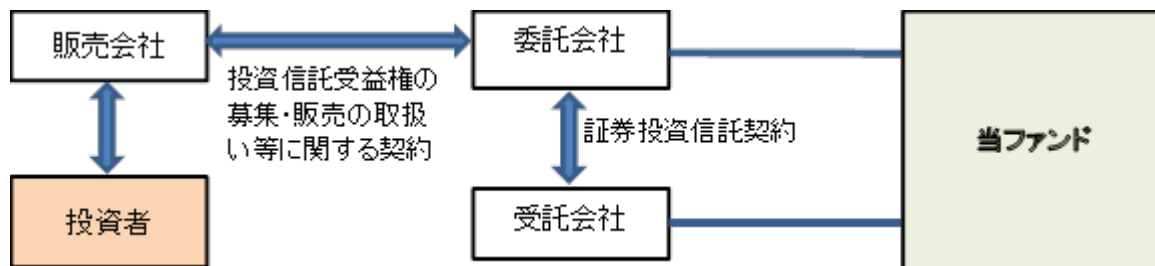 販売会社
委託会社
投資信託受益権の
募集・販売の取扱
い等に関する契約
証券投資信託契約
当ファンド
投資者
受託会社